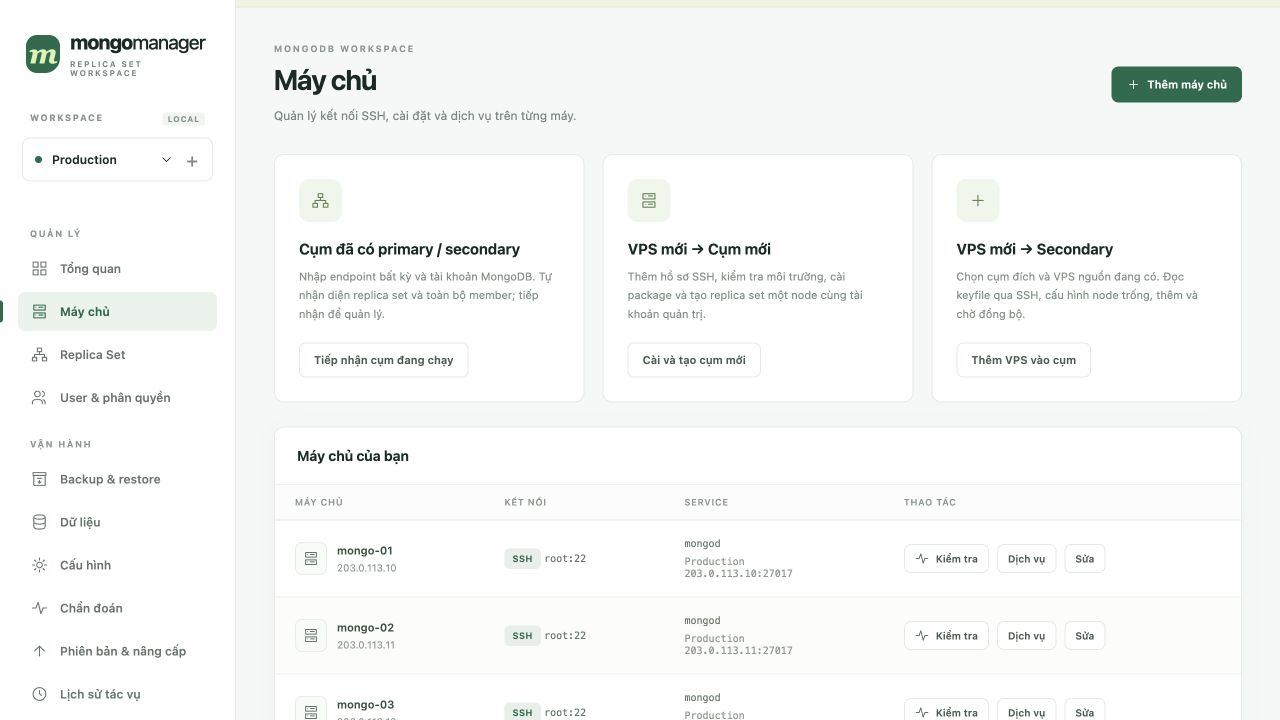 m mongomanager
REPLICA SET
WORKSPACE
WORKSPACE LOCAL
Production
QUẢN LÝ
Tổng quan
Máy chủ
Replica Set
User & phân quyền
VẬN HÀNH
Backup & restore
Dữ liệu
Cấu hình
Chẩn đoán
Phiên bản & nâng cấp
Lịch sử tác vụ
MONGODB WORKSPACE
Máy chủ
Quản lý kết nối SSH, cài đặt và dịch vụ trên từng máy.
Thêm máy chủ
Cụm đã có primary / secondary
Nhập endpoint bất kỳ và tài khoản MongoDB. Tự
nhận diện replica set và toàn bộ member; tiếp
nhận để quản lý.
Tiếp nhận cụm đang chạy
VPS mới → Cụm mới
Thêm hồ sơ SSH, kiểm tra môi trường, cài
package và tạo replica set một node cùng tài
khoản quản trị.
Cài và tạo cụm mới
VPS mới → Secondary
Chọn cụm đích và VPS nguồn đang có. Đọc
keyfile qua SSH, cấu hình node trống, thêm và
chờ đồng bộ.
Thêm VPS vào cụm
Máy chủ của bạn
MÁY CHỦ KẾT NỐI SERVICE THAO TÁC
mongo-01
203.0.113.10
SSH root:22
mongod
Production
203.0.113.10:27017
Kiểm tra Dịch vụ Sửa
mongo-02
203.0.113.11
SSH root:22
mongod
Production
203.0.113.11:27017
Kiểm tra Dịch vụ Sửa
mongo-03
SSH root:22
mongod
Production
Kiểm tra Dịch vụ Sửa